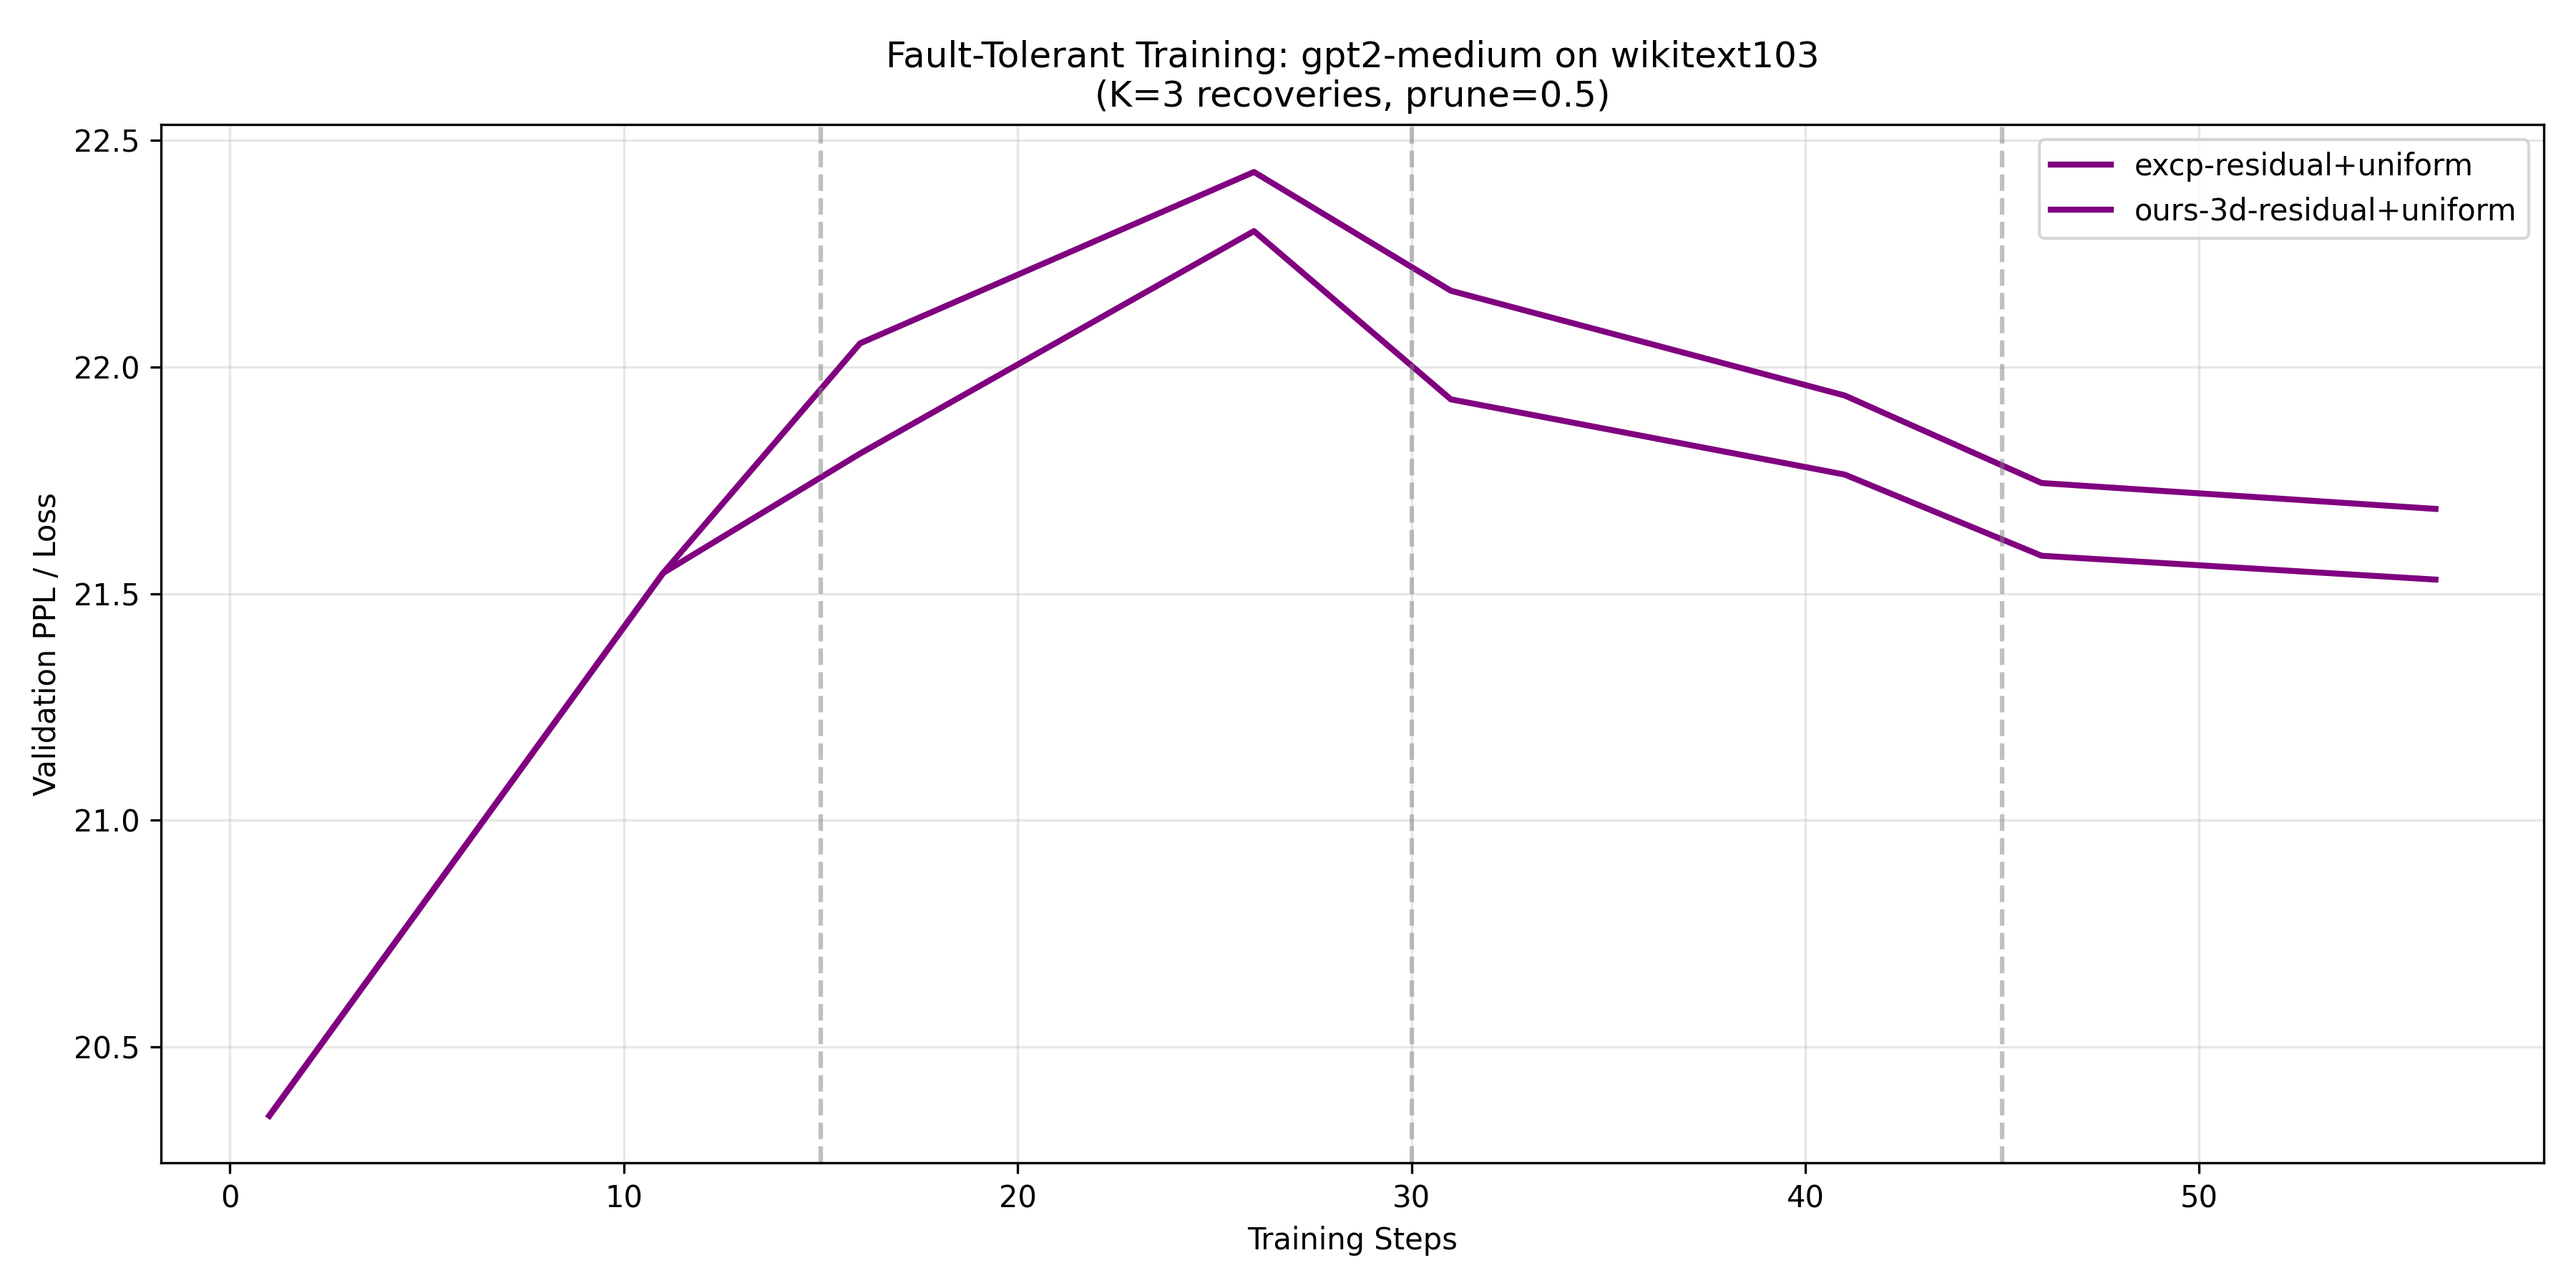 Fault-Tolerant Training: gpt2-medium on wikitext103
(K=3 recoveries, prune=0.5)
22.5
22.0
21.5
21.0
20.5
Validation PPL / Loss
excp-residual+uniform
ours-3d-residual+uniform
0 10 20 30 40 50
Training Steps